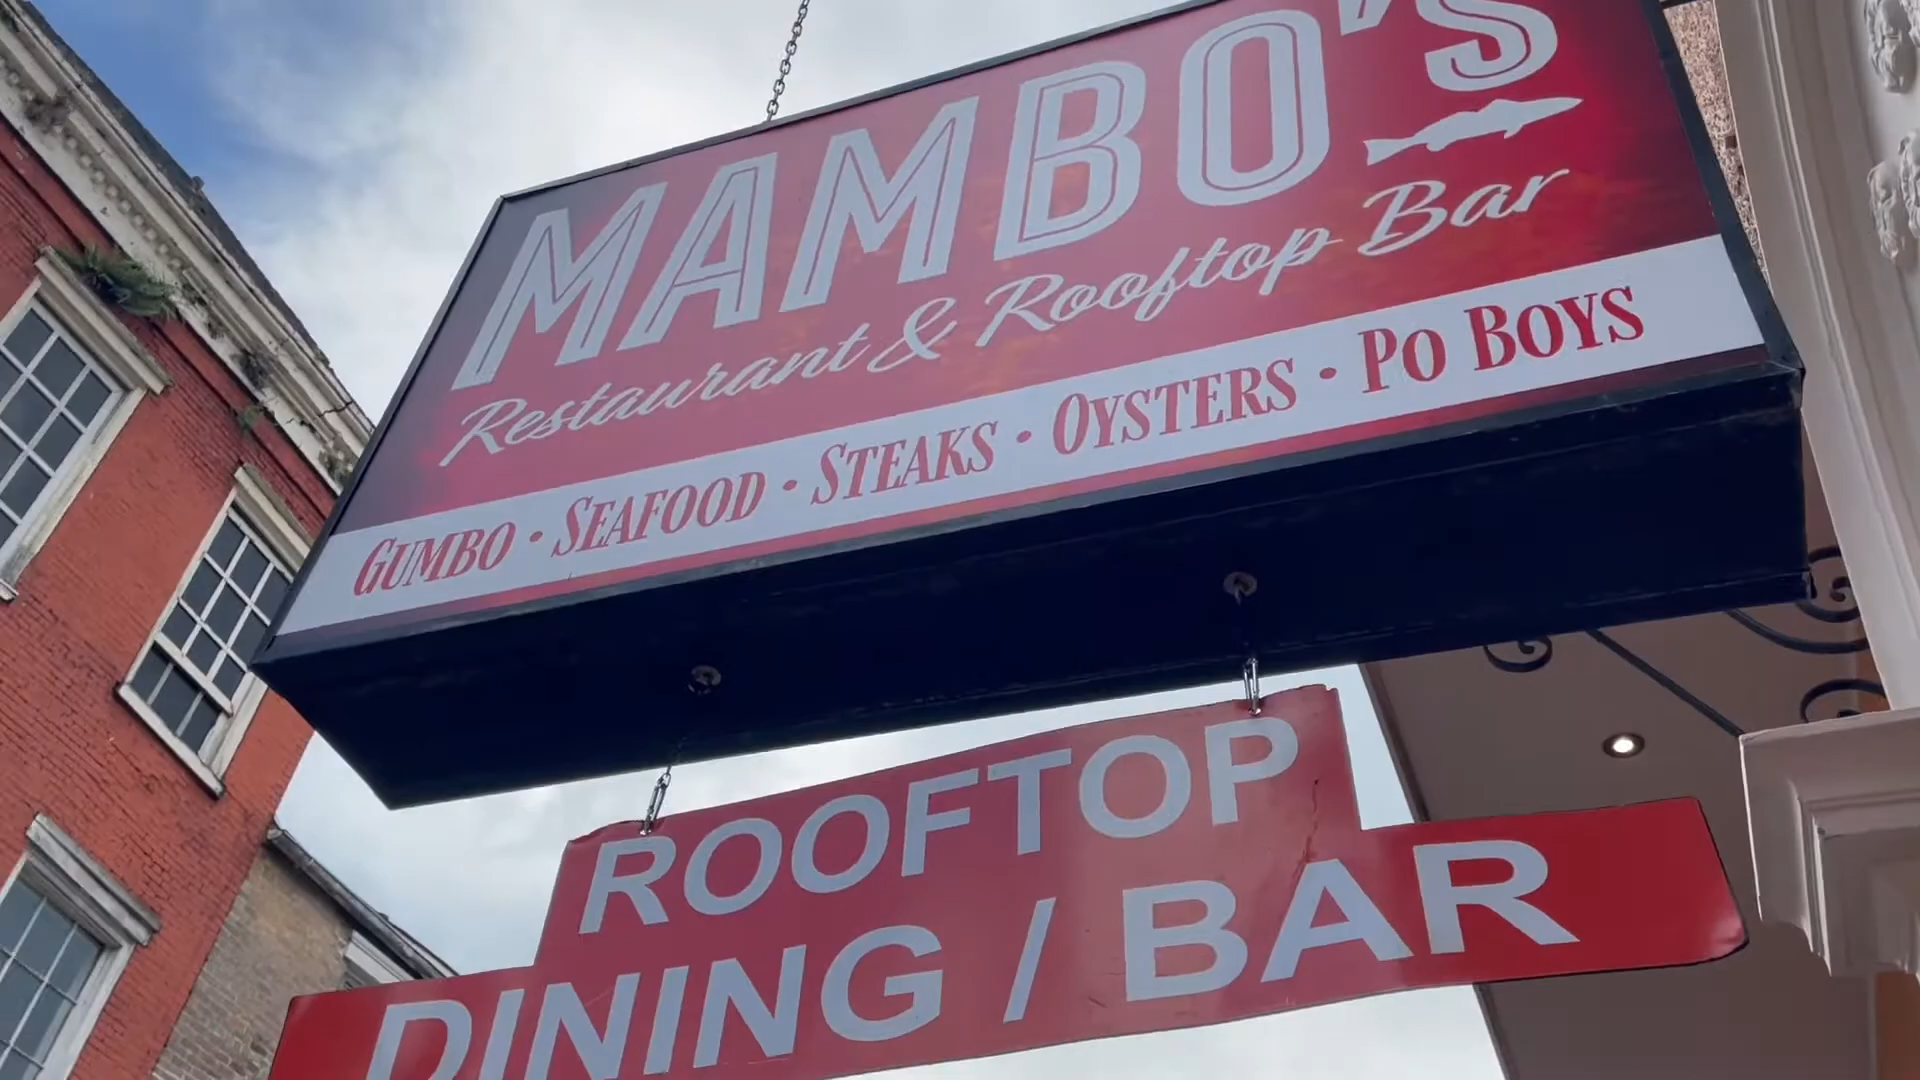 MAMBO'S
Restaurant & Rooftop Bar
GUMBO • SEAFOOD • STEAKS • OYSTERS • PO BOYS
ROOFTOP
DINING / BAR